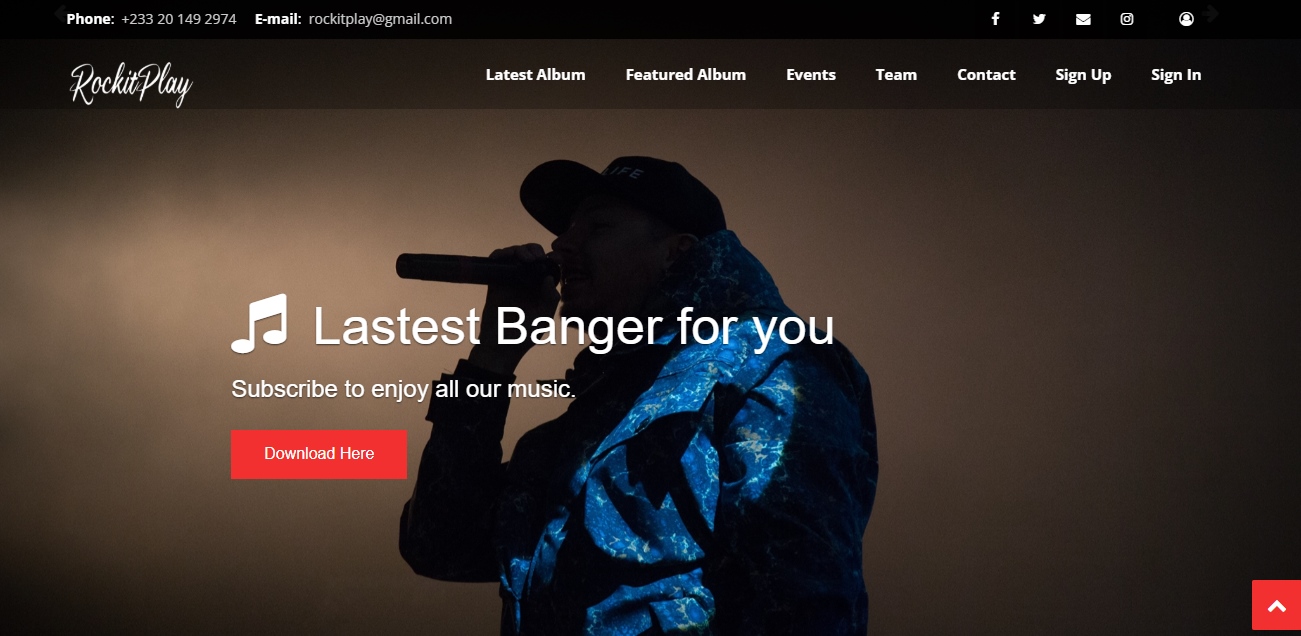 Phone: +233 20 149 2974 E-mail: rockitplay@gmail.com
RockitPlay
Latest Album Featured Album Events Team Contact Sign Up Sign In
LIFE
Lastest Banger for you
Subscribe to enjoy all our music.
Download Here